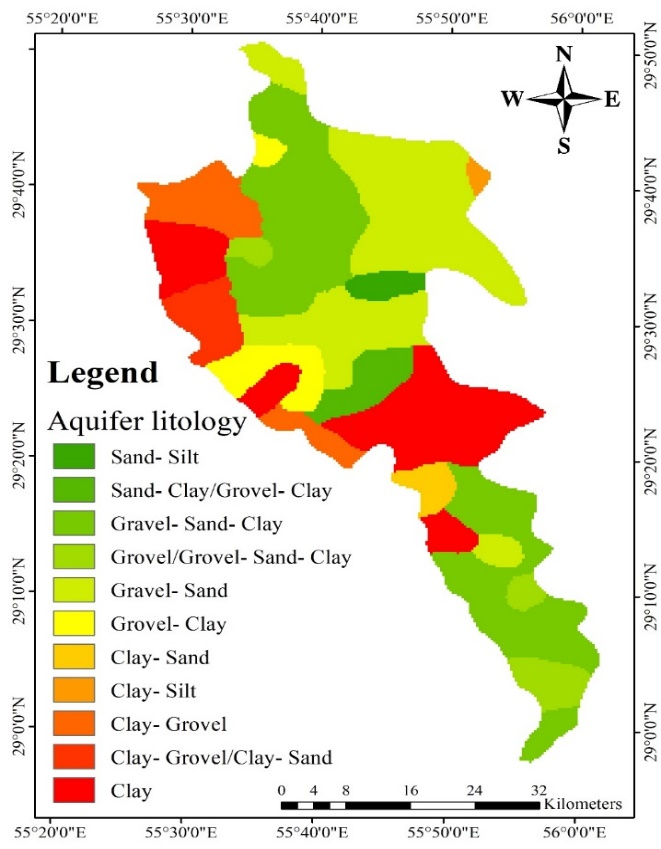 55°20'0"E 55°30'0"E 55°40'0"E 55°50'0"E 56°0'0"E
N
W E
S
29°50'0"N
29°40'0"N
29°30'0"N
29°20'0"N
29°10'0"N
29°0'0"N
29°50'0"N
29°40'0"N
29°30'0"N
29°20'0"N
29°10'0"N
29°0'0"N
Legend
Aquifer litology
Sand- Silt
Sand- Clay/Grovel- Clay
Gravel- Sand- Clay
Grovel/Grovel- Sand- Clay
Gravel- Sand
Grovel- Clay
Clay- Sand
Clay- Silt
Clay- Grovel
Clay- Grovel/Clay- Sand
Clay
0 4 8 16 24 32
Kilometers
55°20'0"E 55°30'0"E 55°40'0"E 55°50'0"E 56°0'0"E